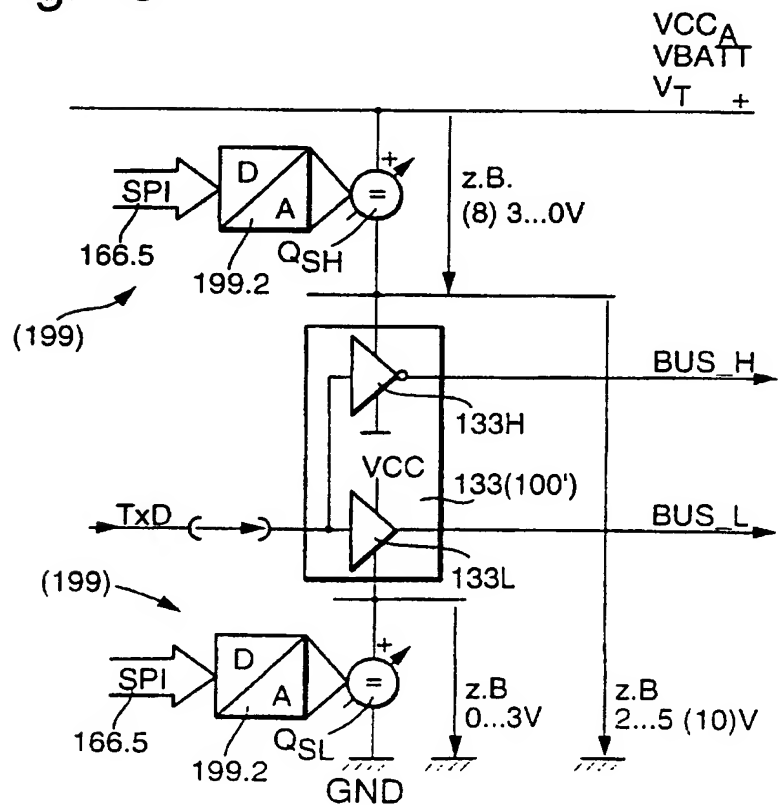 VCCA
VBATT
VT +
D
A
SPI
+
=
z.B.
(8) 3...0V
166.5
199.2
QSH
(199)
BUS_H
133H
VCC
133(100')
TxD
BUS_L
133L
(199)
D
A
SPI
+
=
z.B
0...3V
z.B
2...5 (10)V
166.5
199.2
QSL
GND